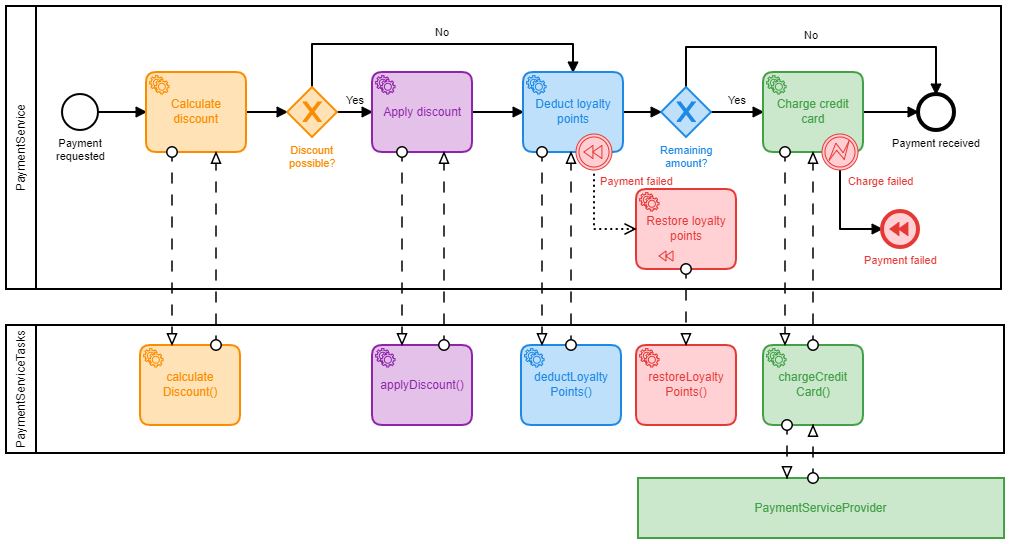 PaymentService
No
No
Calculate
discount
Yes
Apply discount
Deduct loyalty
points
Yes
Charge credit
card
Payment
requested
Discount
possible?
Remaining
amount?
Payment received
Payment failed
Charge failed
Restore loyalty
points
Payment failed
PaymentServiceTasks
calculate
Discount()
applyDiscount()
deductLoyalty
Points()
restoreLoyalty
Points()
chargeCredit
Card()
PaymentServiceProvider